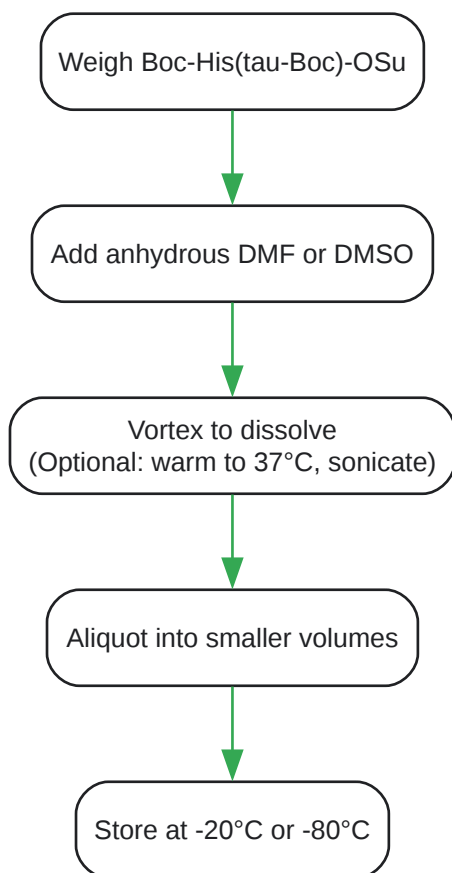 Weigh Boc-His(tau-Boc)-OSu
Add anhydrous DMF or DMSO
Vortex to dissolve
(Optional: warm to 37°C, sonicate)
Aliquot into smaller volumes
Store at -20°C or -80°C